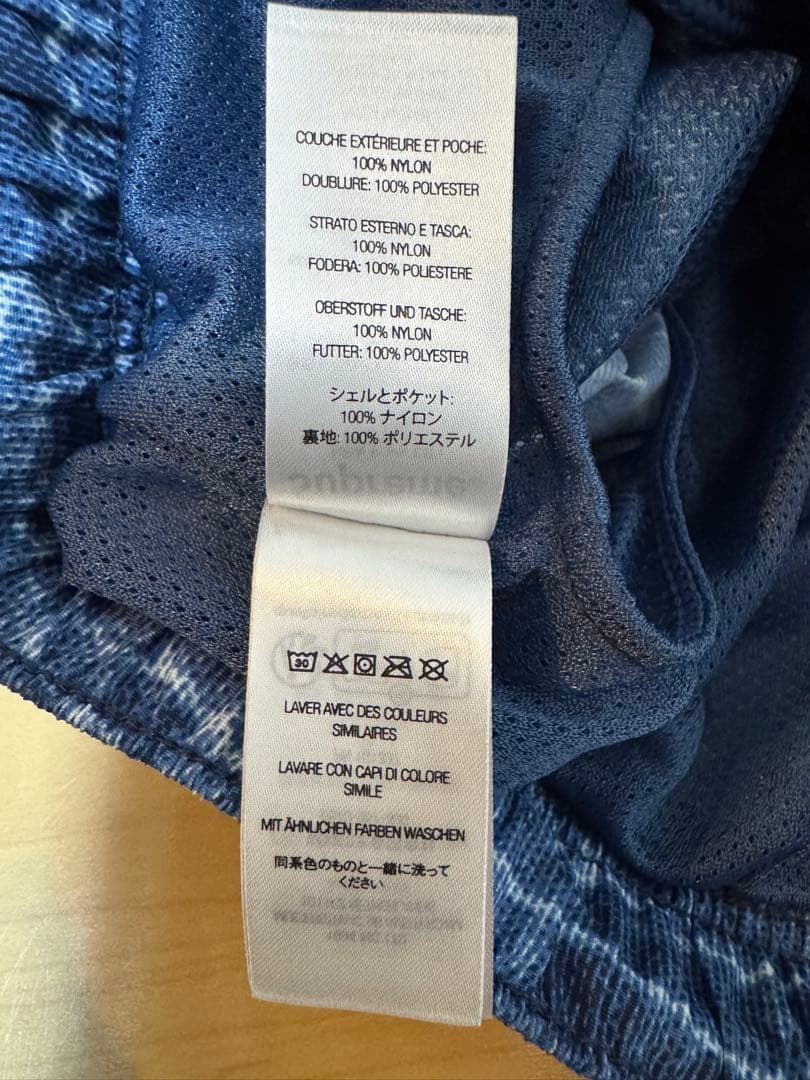 COUCHE EXTÉRIEURE ET POCHE:
100% NYLON
DOUBLURE: 100% POLYESTER
STRATO ESTERNO E TASCA:
100% NYLON
FODERA: 100% POLIESTERE
OBERSTOFF UND TASCHE:
100% NYLON
FUTTER: 100% POLYESTER
シェルとポケット:
100% ナイロン
裏地: 100% ポリエステル
Supreme
30
LAVER AVEC DES COULEURS
SIMILAIRES
LAVARE CON CAPI DI COLORE
SIMILE
MIT ÄHNLICHEN FARBEN WASCHEN
同系色のものと一緒に洗って
ください